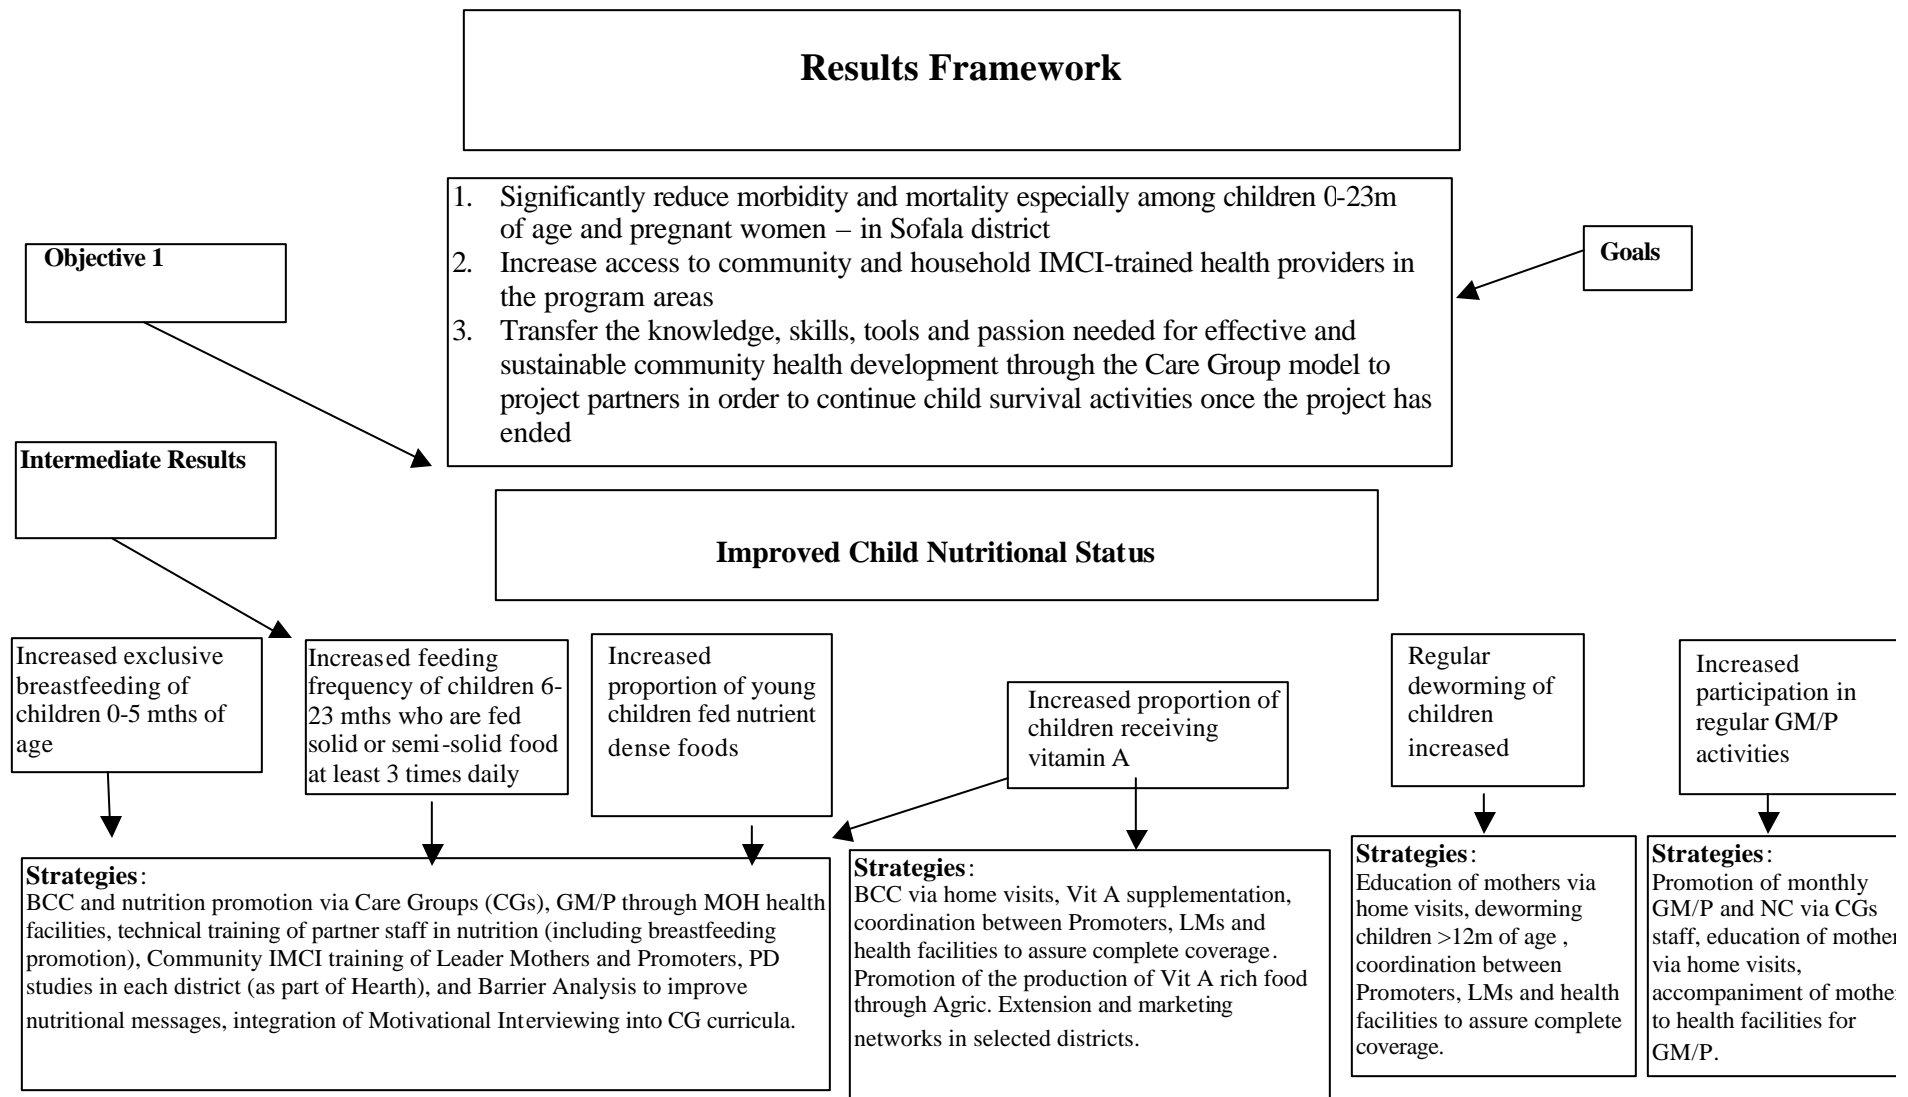 Results Framework
1. Significantly reduce morbidity and mortality especially among children 0-23m
of age and pregnant women – in Sofala district
2. Increase access to community and household IMCI-trained health providers in
the program areas
3. Transfer the knowledge, skills, tools and passion needed for effective and
sustainable community health development through the Care Group model to
project partners in order to continue child survival activities once the project has
ended
Goals
Objective 1
Intermediate Results
Improved Child Nutritional Status
Increased exclusive
breastfeeding of
children 0-5 mths of
age
Increased feeding
frequency of children 6-
23 mths who are fed
solid or semi-solid food
at least 3 times daily
Increased
proportion of young
children fed nutrient
dense foods
Increased proportion of
children receiving
vitamin A
Regular
deworming of
children
increased
Increased
participation in
regular GM/P
activities
Strategies:
BCC and nutrition promotion via Care Groups (CGs), GM/P through MOH health
facilities, technical training of partner staff in nutrition (including breastfeeding
promotion), Community IMCI training of Leader Mothers and Promoters, PD
studies in each district (as part of Hearth), and Barrier Analysis to improve
nutritional messages, integration of Motivational Interviewing into CG curricula.
Strategies:
BCC via home visits, Vit A supplementation,
coordination between Promoters, LMs and
health facilities to assure complete coverage.
Promotion of the production of Vit A rich food
through Agric. Extension and marketing
networks in selected districts.
Strategies:
Education of mothers via
home visits, deworming
children >12m of age ,
coordination between
Promoters, LMs and health
facilities to assure complete
coverage.
Strategies:
Promotion of monthly
GM/P and NC via CGs
staff, education of mother
via home visits,
accompaniment of mothe
to health facilities for
GM/P.